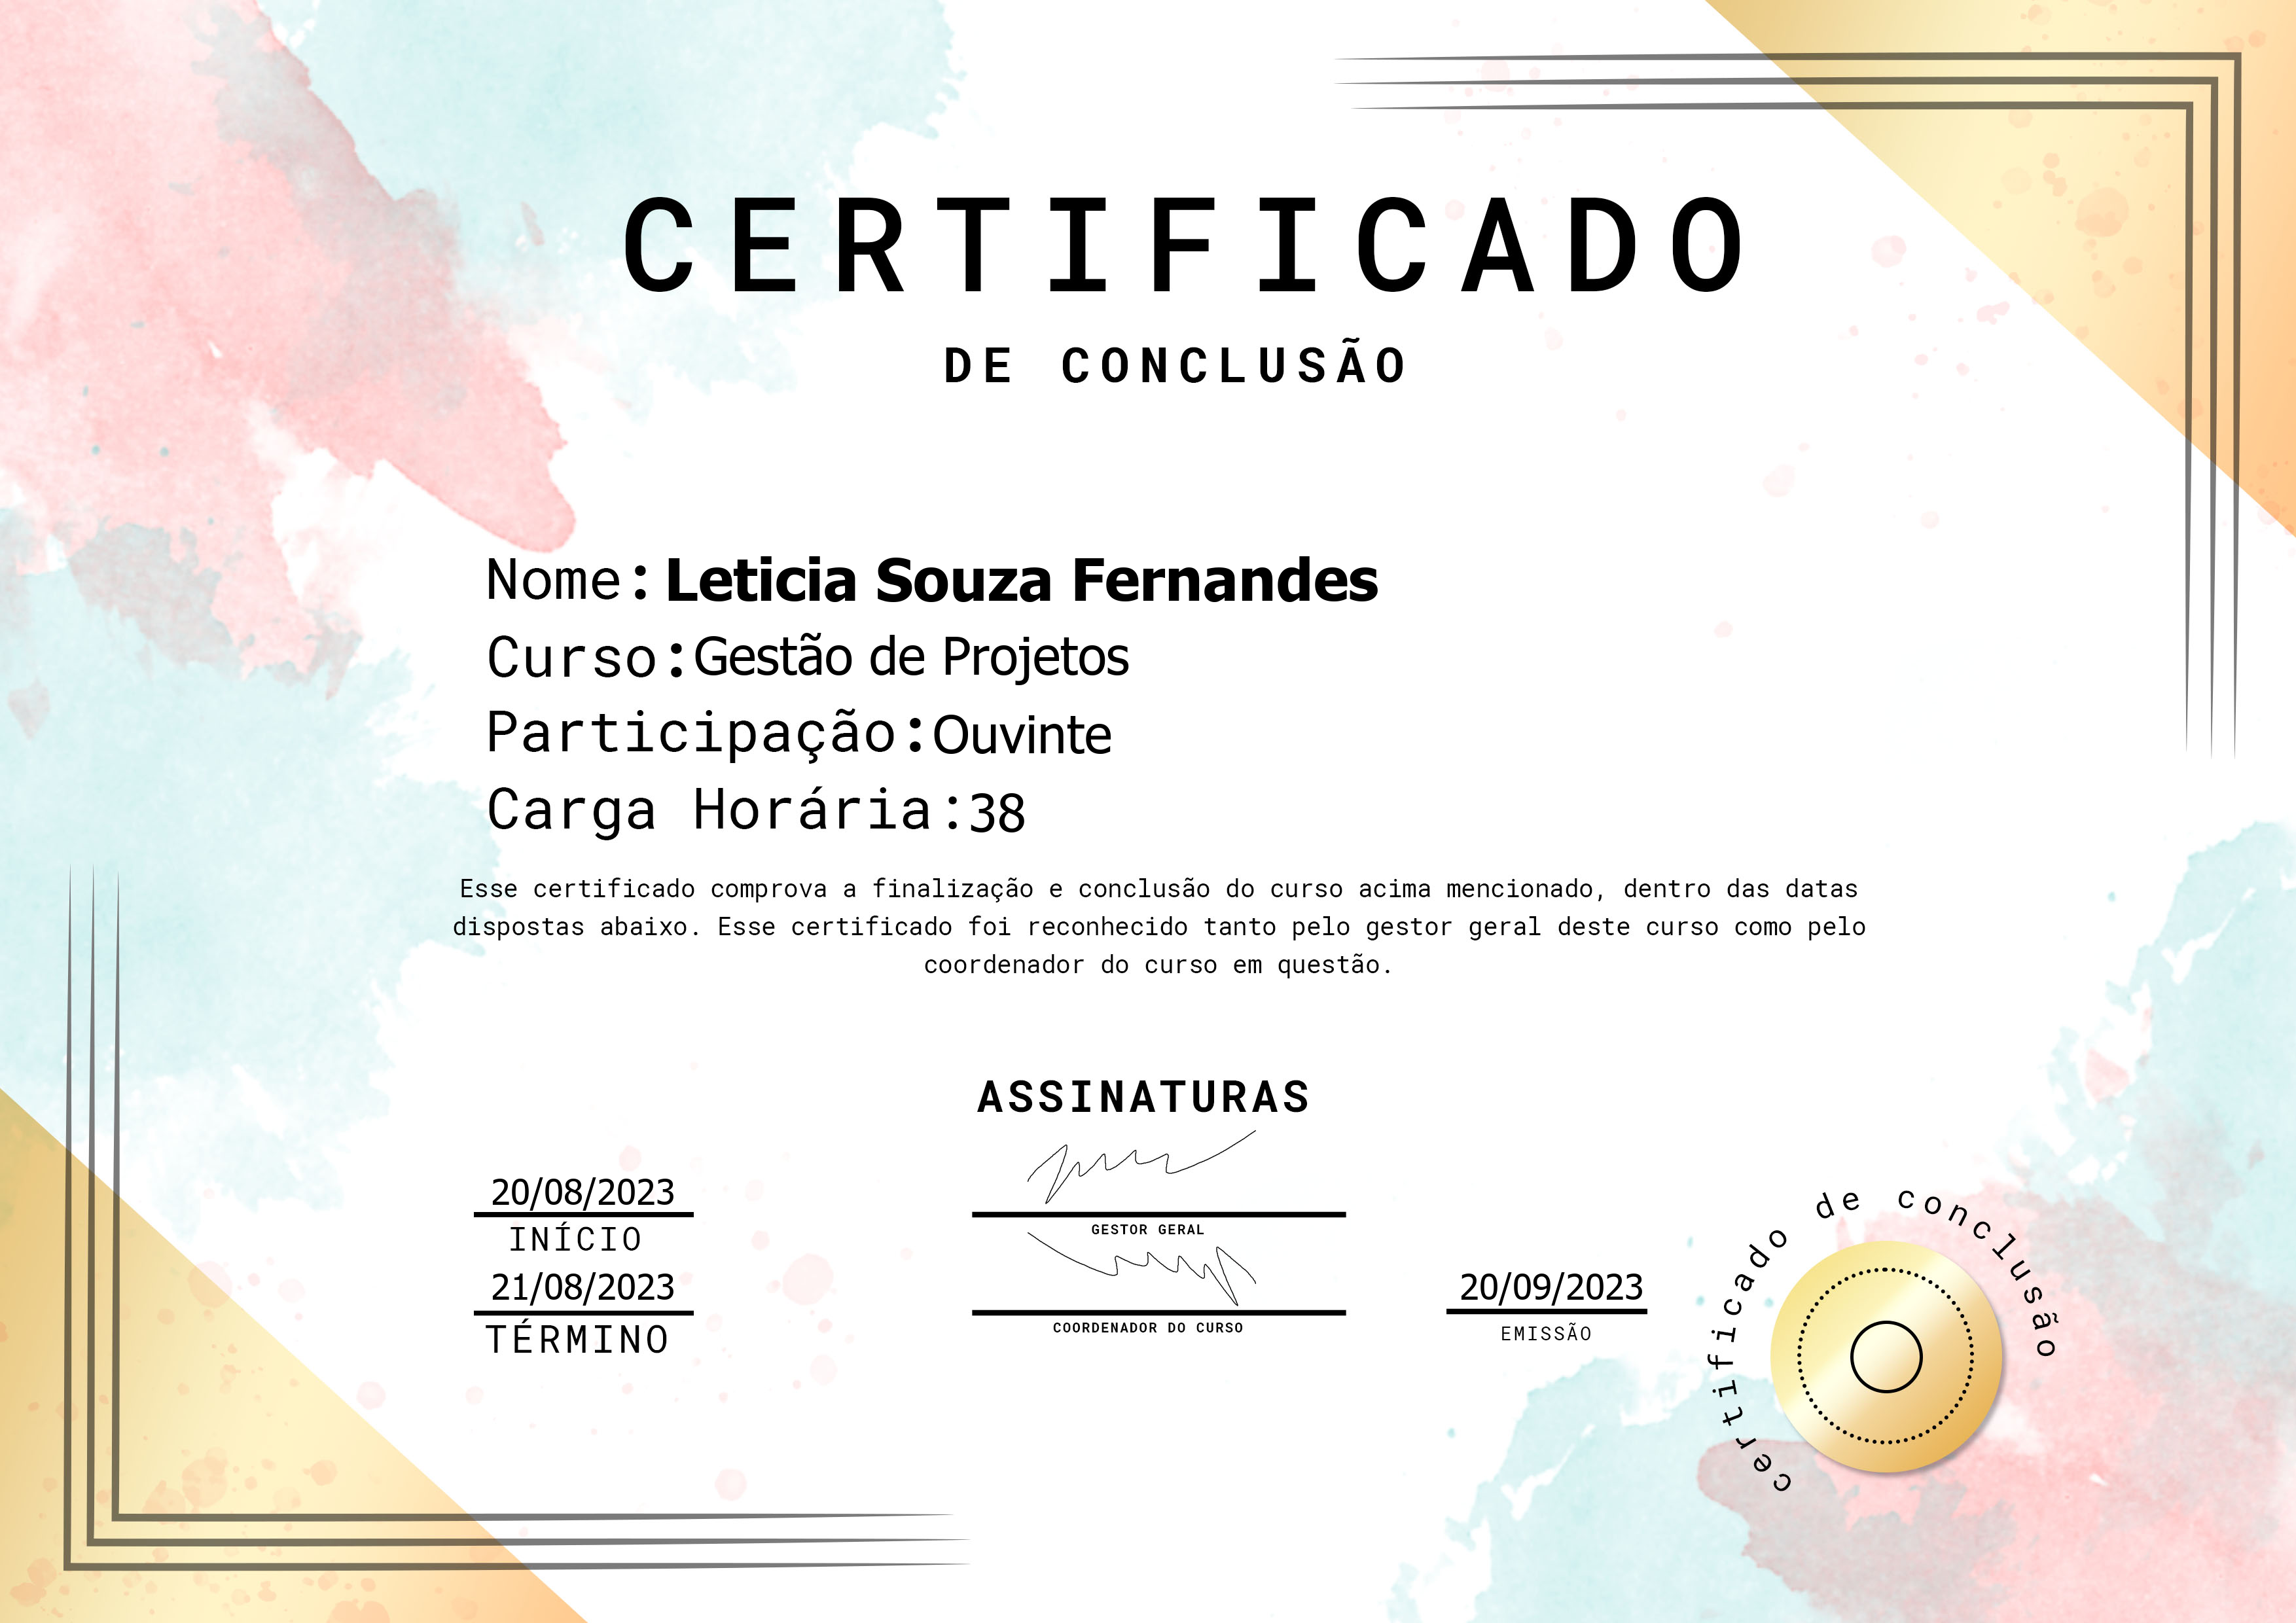 CERTIFICADO
DE CONCLUSÃO
Nome: Leticia Souza Fernandes
Curso: Gestão de Projetos
Participação: Ouvinte
Carga Horária: 38
Esse certificado comprova a finalização e conclusão do curso acima mencionado, dentro das datas
dispostas abaixo. Esse certificado foi reconhecido tanto pelo gestor geral deste curso como pelo
coordenador do curso em questão.
ASSINATURAS
20/08/2023
INÍCIO
GESTOR GERAL
21/08/2023
TÉRMINO
COORDENADOR DO CURSO
20/09/2023
EMISSÃO
certificado de conclusão